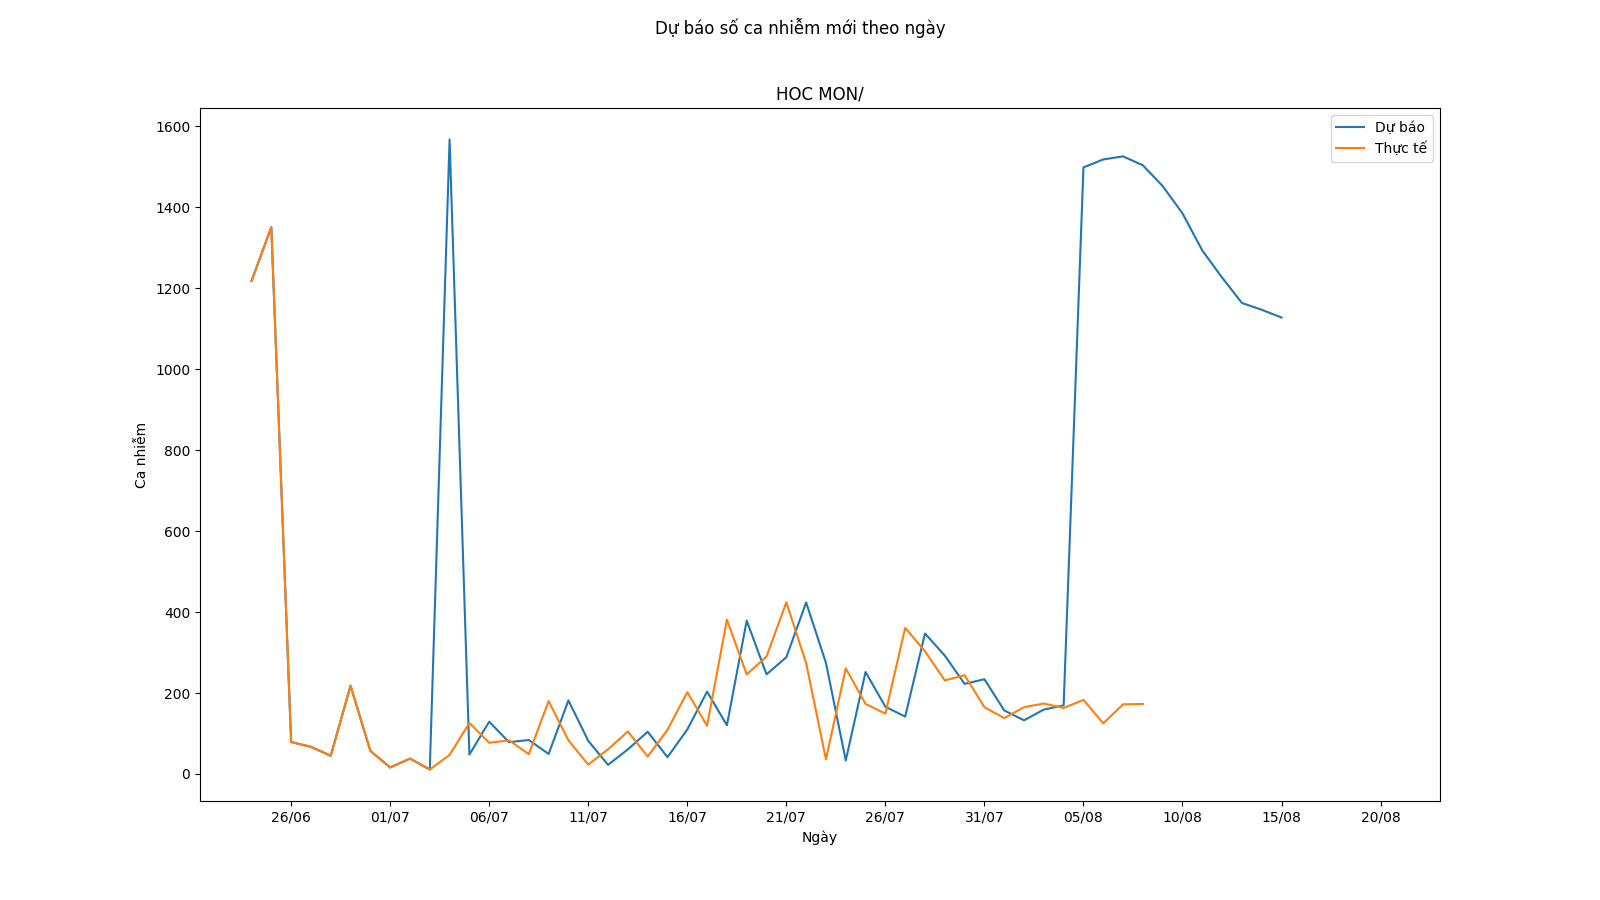 Dự báo số ca nhiễm mới theo ngày
HOC MON/
Dự báo
Thực tế
1600
1400
1200
1000
800
600
400
200
0
Ca nhiễm
26/06 01/07 06/07 11/07 16/07 21/07 26/07 31/07 05/08 10/08 15/08 20/08
Ngày